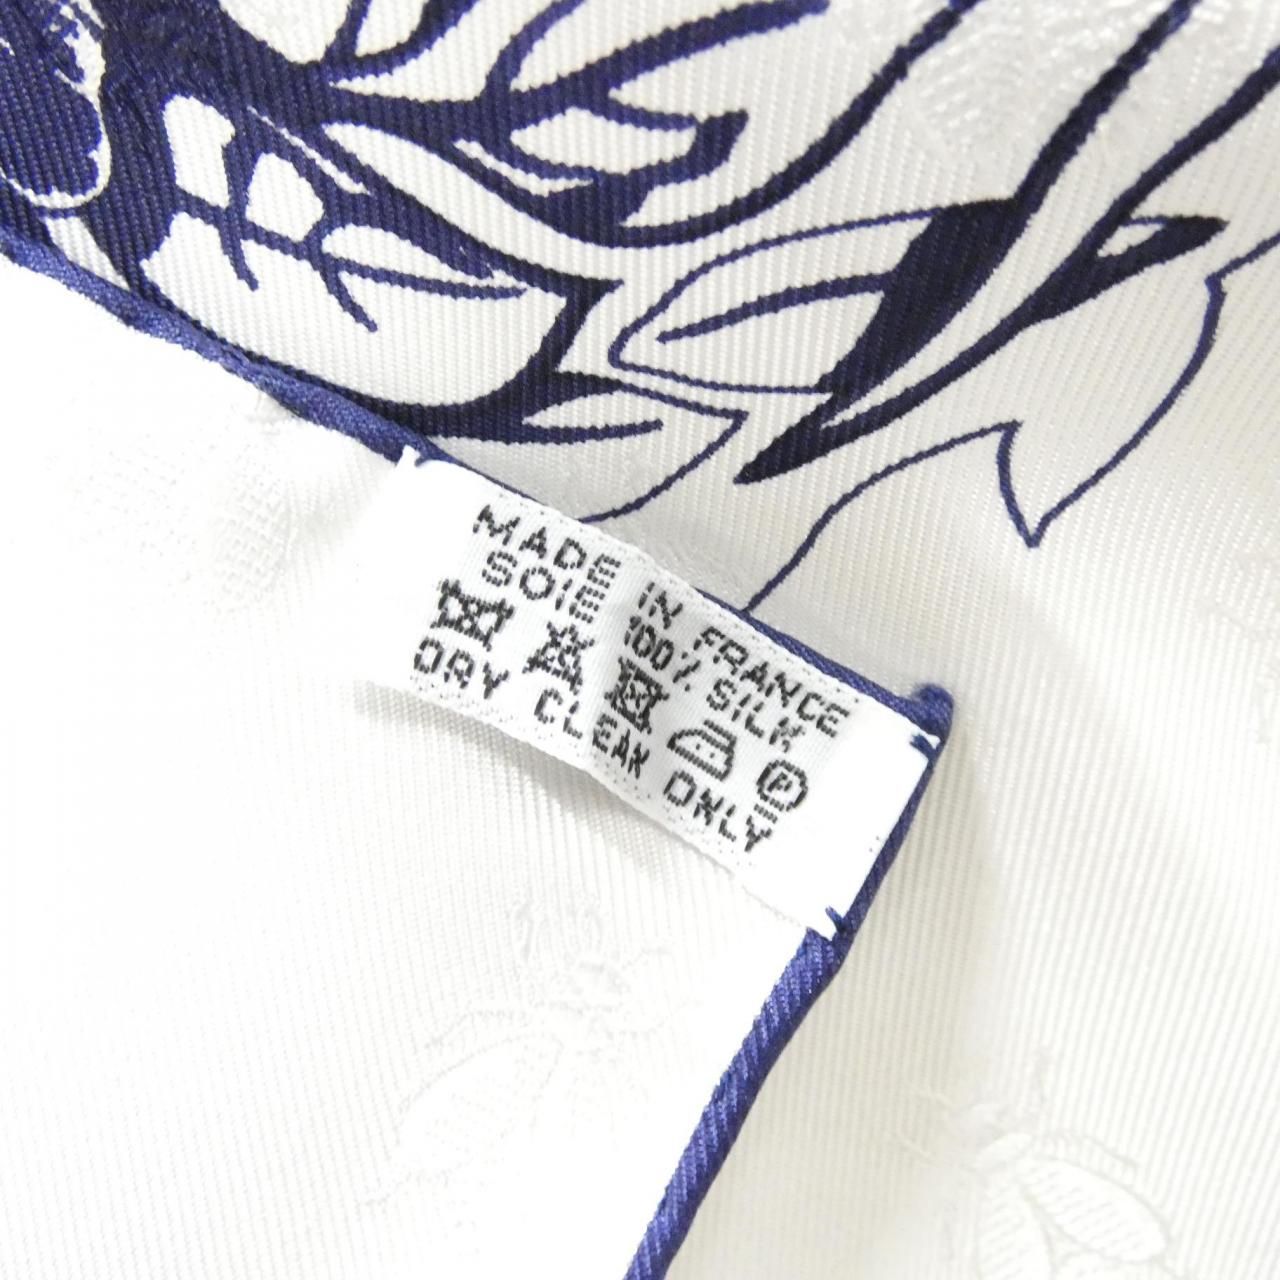 MADE IN FRANCE
SOIE 100% SILK
P
DRY CLEAN ONLY